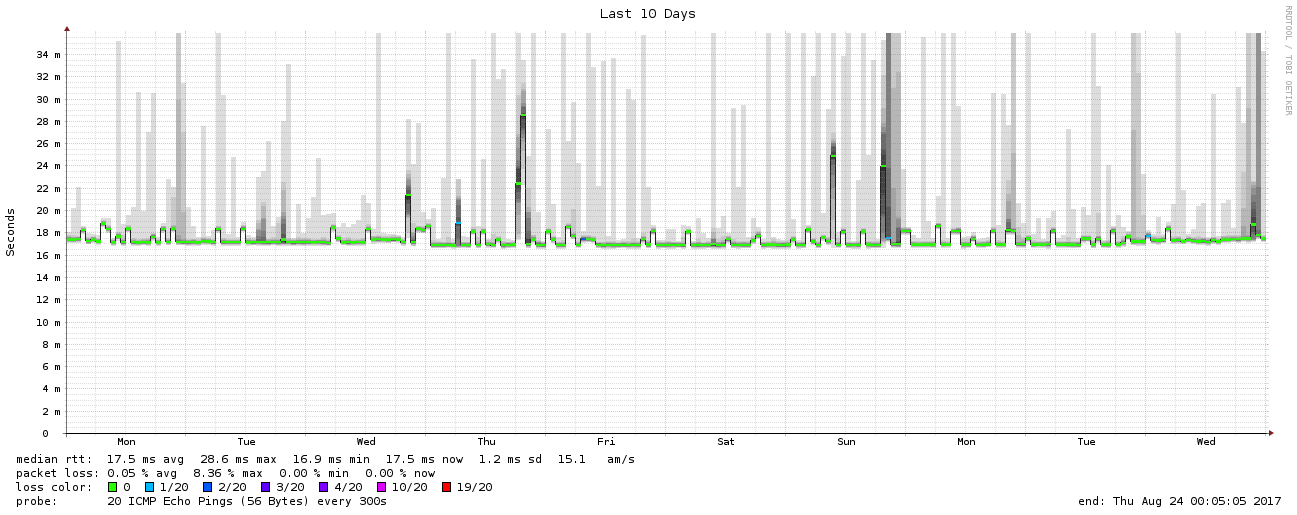 Last 10 Days
RRDTOOL / TOBI OETIKER
Seconds
34 m
32 m
30 m
28 m
26 m
24 m
22 m
20 m
18 m
16 m
14 m
12 m
10 m
8 m
6 m
4 m
2 m
0
Mon Tue Wed Thu Fri Sat Sun Mon Tue Wed
median rtt: 17.5 ms avg 28.6 ms max 16.9 ms min 17.5 ms now 1.2 ms sd 15.1 am/s
packet loss: 0.05 % avg 8.36 % max 0.00 % min 0.00 % now
loss color: 0 1/20 2/20 3/20 4/20 10/20 19/20
probe: 20 ICMP Echo Pings (56 Bytes) every 300s end: Thu Aug 24 00:05:05 2017